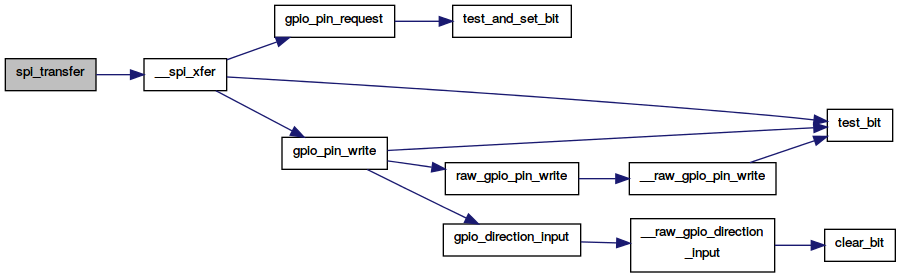 gpio_pin_request
test_and_set_bit
spi_transfer
__spi_xfer
test_bit
gpio_pin_write
raw_gpio_pin_write
__raw_gpio_pin_write
gpio_direction_input
__raw_gpio_direction
_input
clear_bit